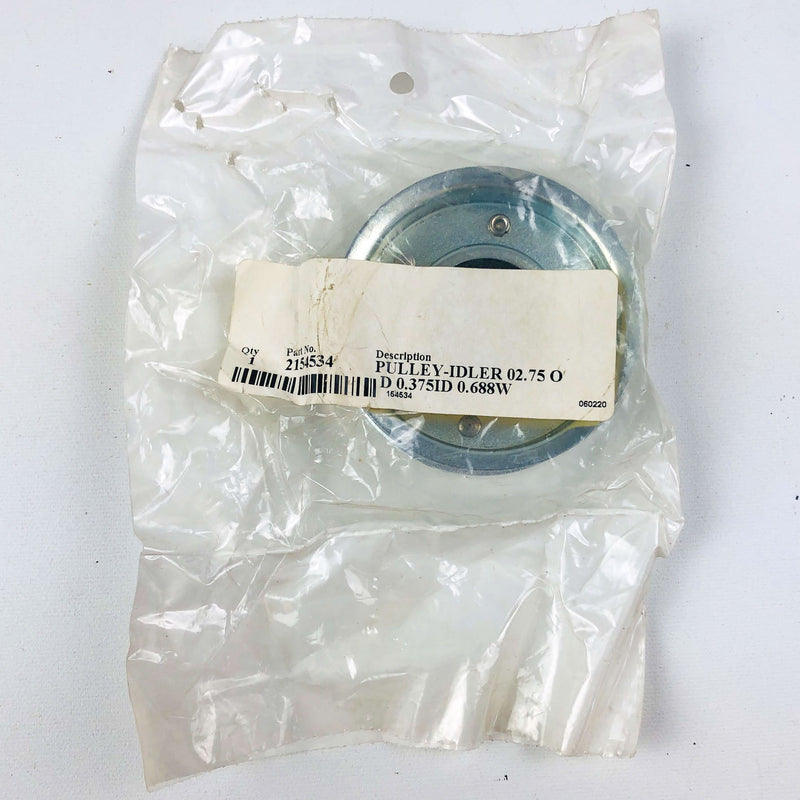 Qty Part No. Description
1 2154534 PULLEY-IDLER 02.75 O
D 0.375ID 0.688W
154534 060220